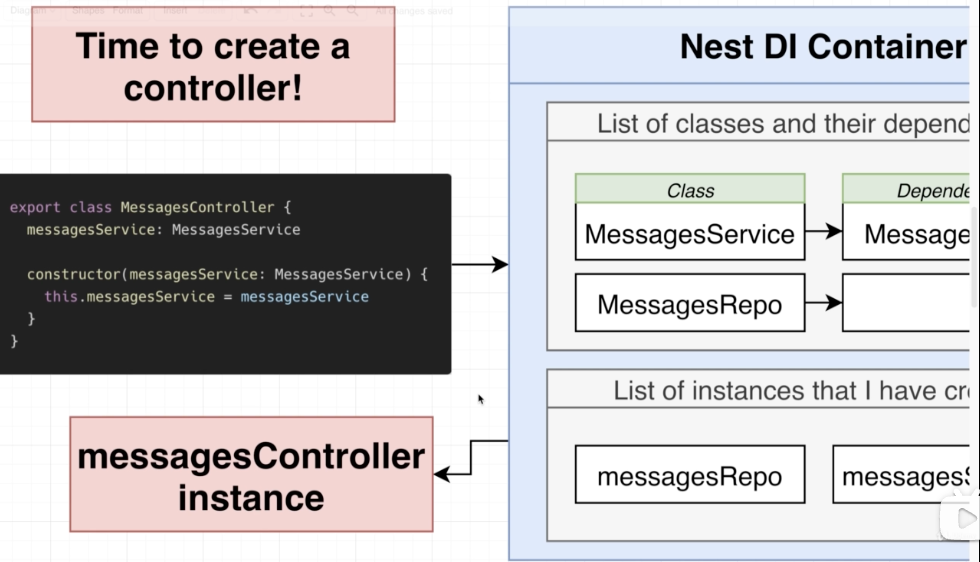 Diagram
Shapes Format Insert
All changes saved
Time to create a
controller!
export class MessagesController {
messagesService: MessagesService
constructor(messagesService: MessagesService) {
this.messagesService = messagesService
}
}
messagesController
instance
Nest DI Container
List of classes and their depend
Class
Depende
MessagesService
Message
MessagesRepo
List of instances that I have cre
messagesRepo
messagesS